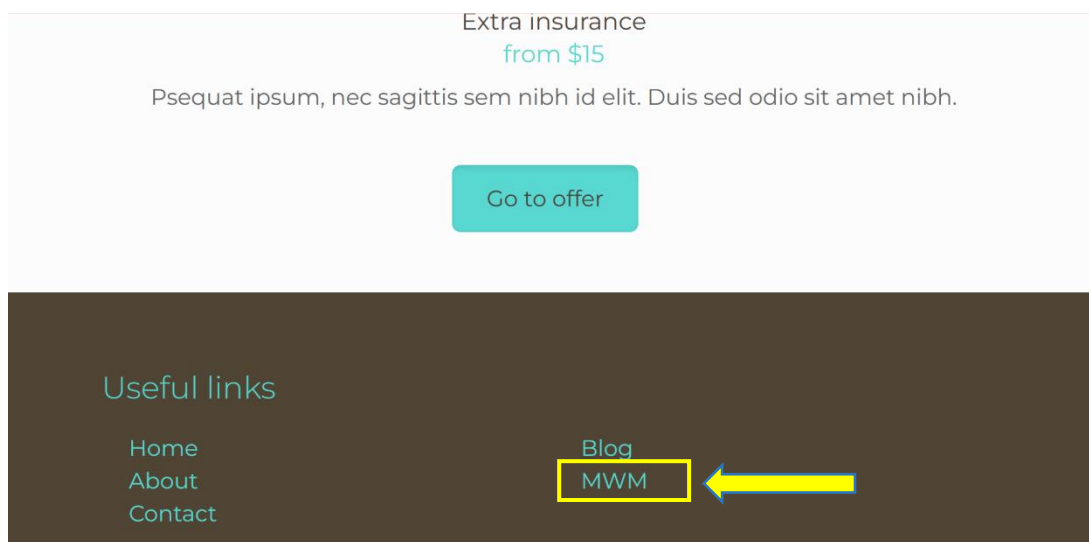 Extra insurance
from $15
Psequat ipsum, nec sagittis sem nibh id elit. Duis sed odio sit amet nibh.
Go to offer
Useful links
Home
About
Contact
Blog
MWM